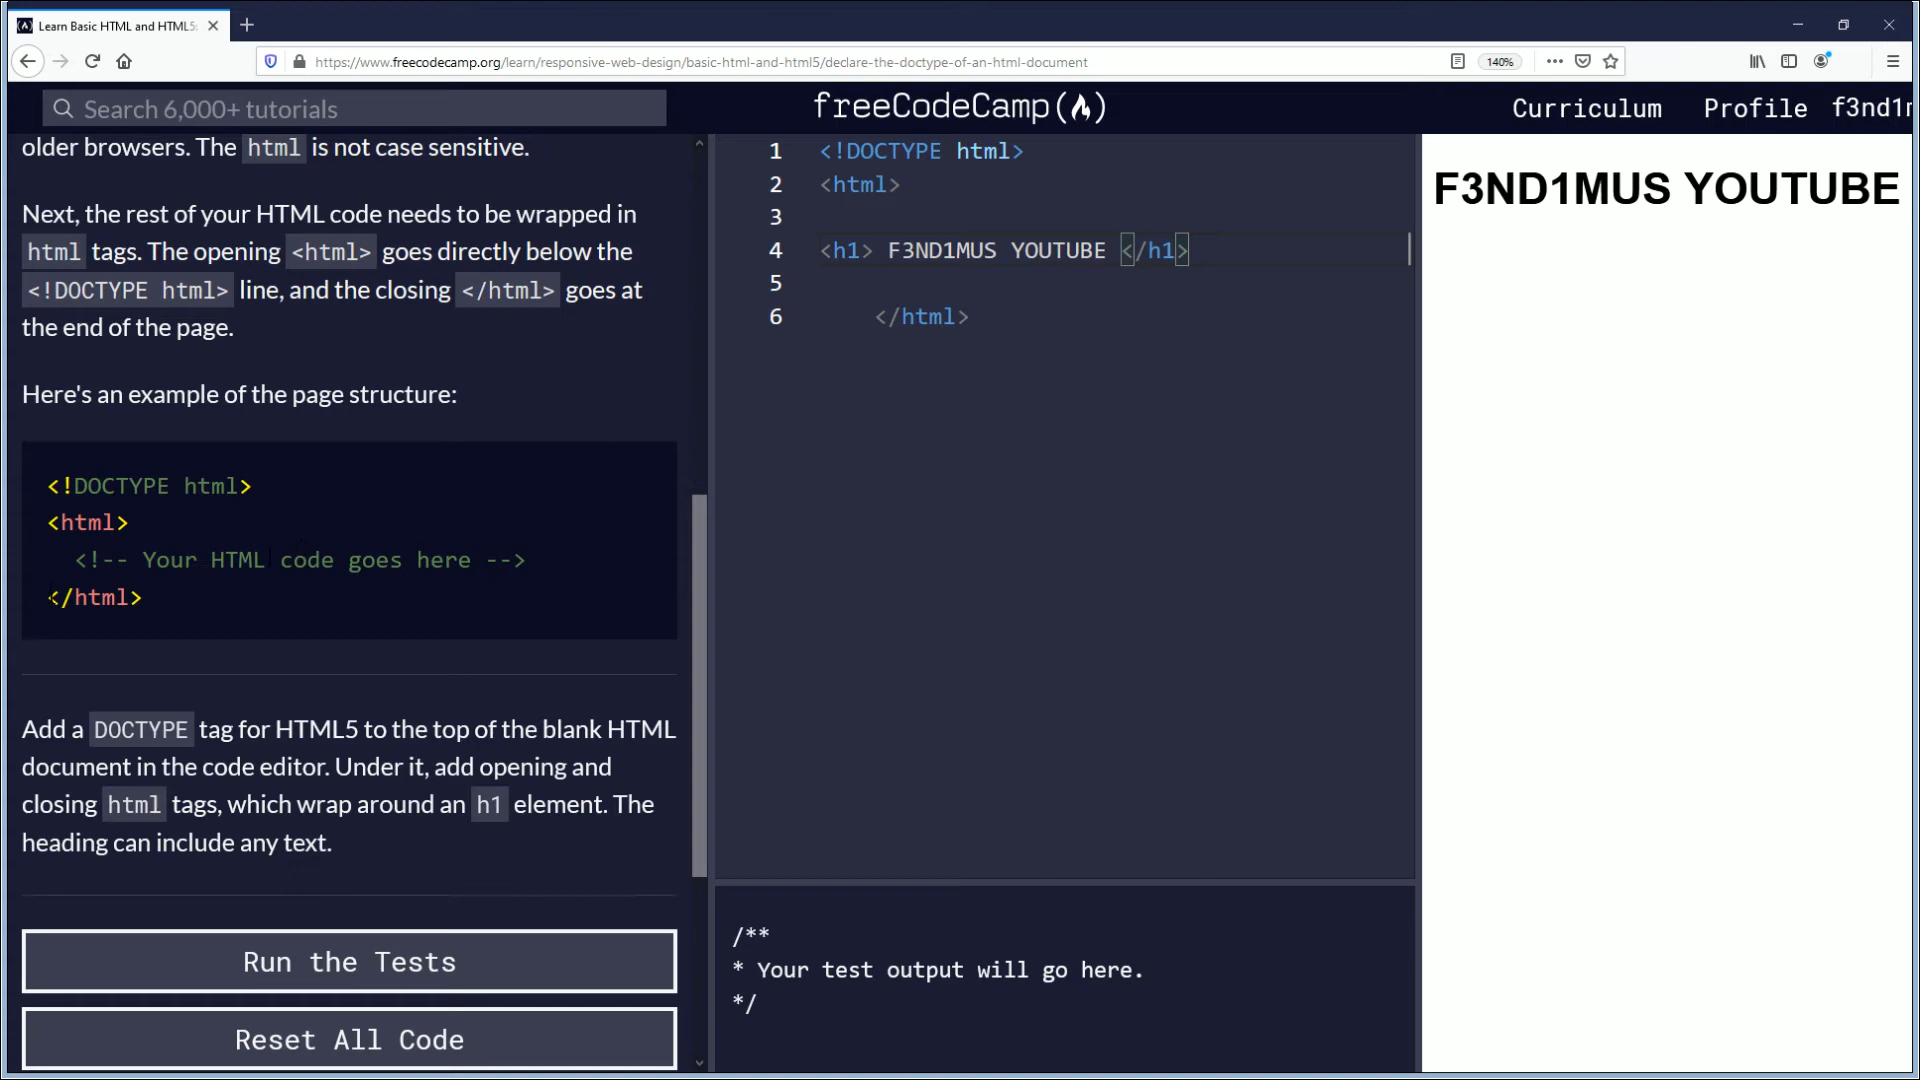 Learn Basic HTML and HTML5:
https://www.freecodecamp.org/learn/responsive-web-design/basic-html-and-html5/declare-the-doctype-of-an-html-document
140%
Search 6,000+ tutorials
freeCodeCamp(
)
Curriculum
Profile
f3nd1
older browsers. The html is not case sensitive.
Next, the rest of your HTML code needs to be wrapped in
html tags. The opening <html> goes directly below the
<!DOCTYPE html> line, and the closing </html> goes at
the end of the page.
Here's an example of the page structure:
<!DOCTYPE html>
<html>
<!-- Your HTML code goes here -->
</html>
Add a DOCTYPE tag for HTML5 to the top of the blank HTML
document in the code editor. Under it, add opening and
closing html tags, which wrap around an h1 element. The
heading can include any text.
Run the Tests
Reset All Code
1 <!DOCTYPE html>
2 <html>
3
4 <h1> F3ND1MUS YOUTUBE </h1>
5
6 </html>
/**
* Your test output will go here.
*/
F3ND1MUS YOUTUBE